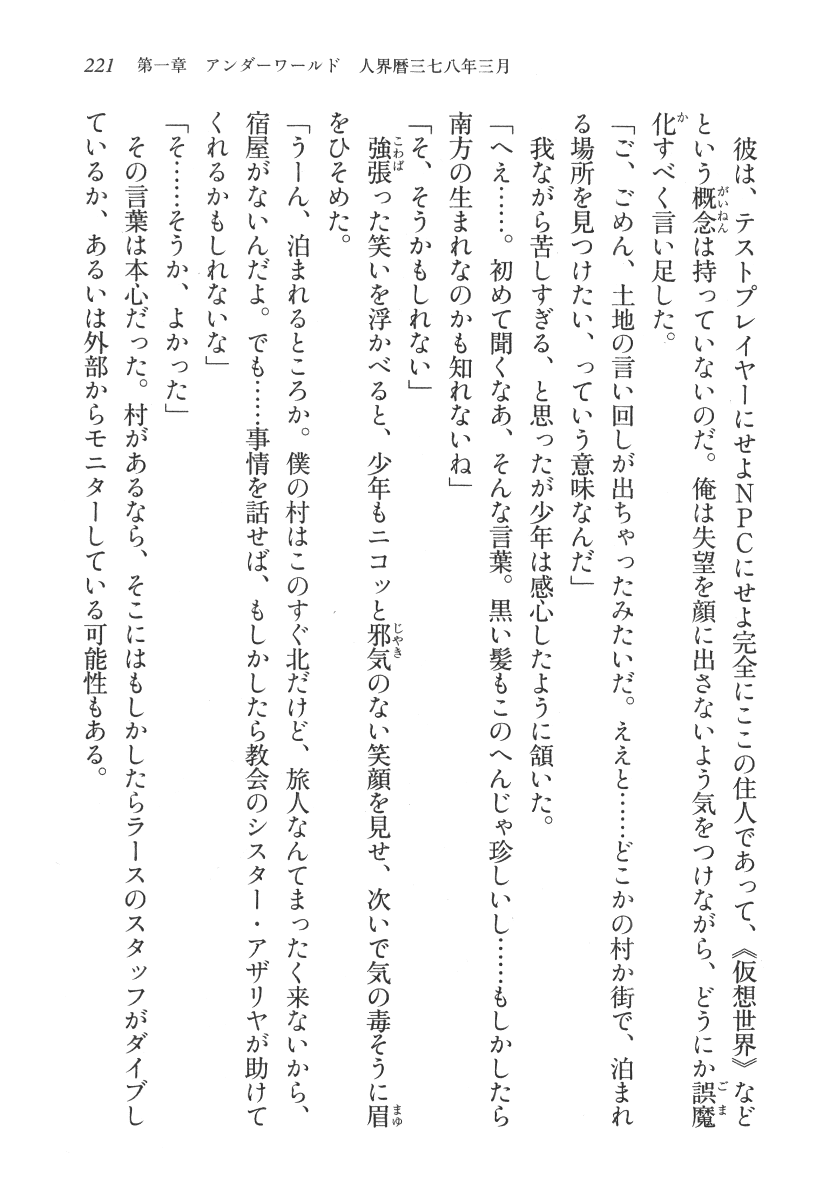 221　第一章　アンダーワールド　人界暦三七八年三月
　彼は、テストプレイヤーにせよＮＰＣにせよ完全にここの住人であって、《仮想世界》など
という概念は持っていないのだ。俺は失望を顔に出さないよう気をつけながら、どうにか誤魔
化すべく言い足した。
「ご、ごめん、土地の言い回しが出ちゃったみたいだ。ええと……どこかの村か街で、泊まれ
る場所を見つけたい、っていう意味なんだ」
　我ながら苦しすぎる、と思ったが少年は感心したように頷いた。
「へえ……。初めて聞くなあ、そんな言葉。黒い髪もこのへんじゃ珍しいし……もしかしたら
南方の生まれなのかも知れないね」
「そ、そうかもしれない」
　強張った笑いを浮かべると、少年もニコッと邪気のない笑顔を見せ、次いで気の毒そうに眉
をひそめた。
「うーん、泊まれるところか。僕の村はこのすぐ北だけど、旅人なんてまったく来ないから、
宿屋がないんだよ。でも……事情を話せば、もしかしたら教会のシスター・アザリヤが助けて
くれるかもしれないな」
「そ……そうか、よかった」
　その言葉は本心だった。村があるなら、そこにはもしかしたらラースのスタッフがダイブし
ているか、あるいは外部からモニターしている可能性もある。